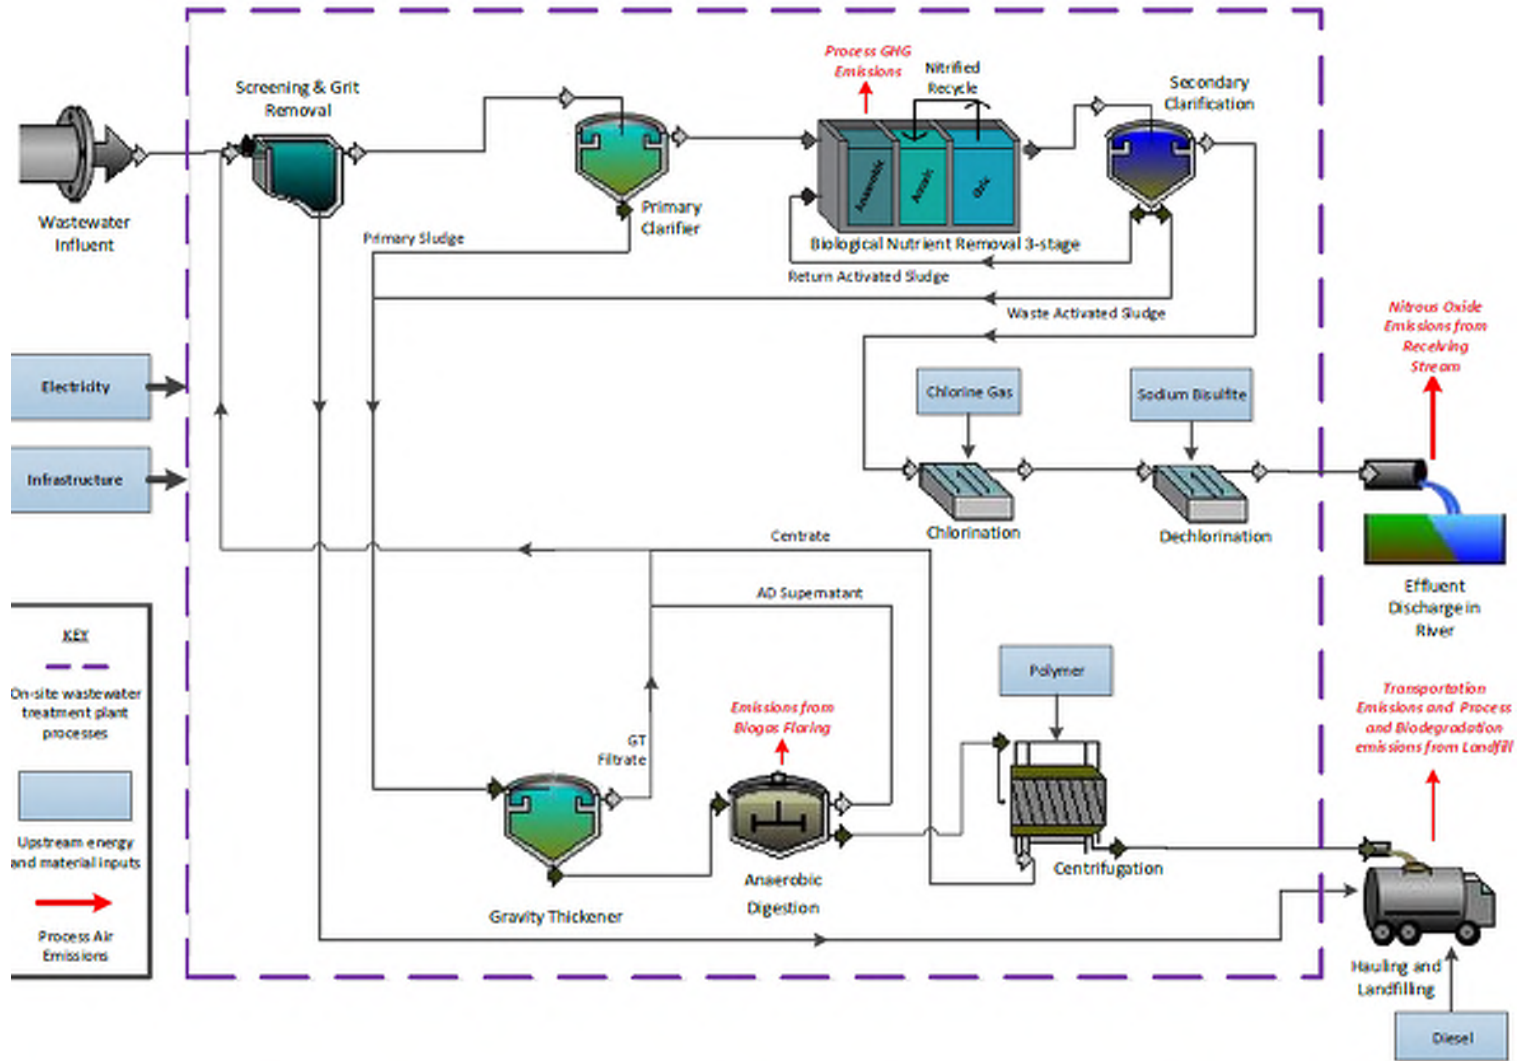 Process GHG
Emissions
Nitrified
Recycle
Screening & Grit
Removal
Secondary
Clarification
Anaerobic
Anoxic
Oxic
Wastewater
Influent
Primary
Clarifier
Primary Sludge
Biological Nutrient Removal 3-stage
Return Activated Sludge
Waste Activated Sludge
Nitrous Oxide
Emissions from
Receiving
Stream
Electricity
Chlorine Gas
Sodium Bisulfite
Infrastructure
Chlorination
Dechlorination
Centrate
AD Supernatant
Effluent
Discharge in
River
KEY
On-site wastewater
treatment plant
processes
Polymer
Transportation
Emissions and Process
and Biodegradation
emissions from Landfill
Emissions from
Biogas Flaring
GT
Filtrate
Upstream energy
and material inputs
Centrifugation
Anaerobic
Digestion
Gravity Thickener
Process Air
Emissions
Hauling and
Landfilling
Diesel